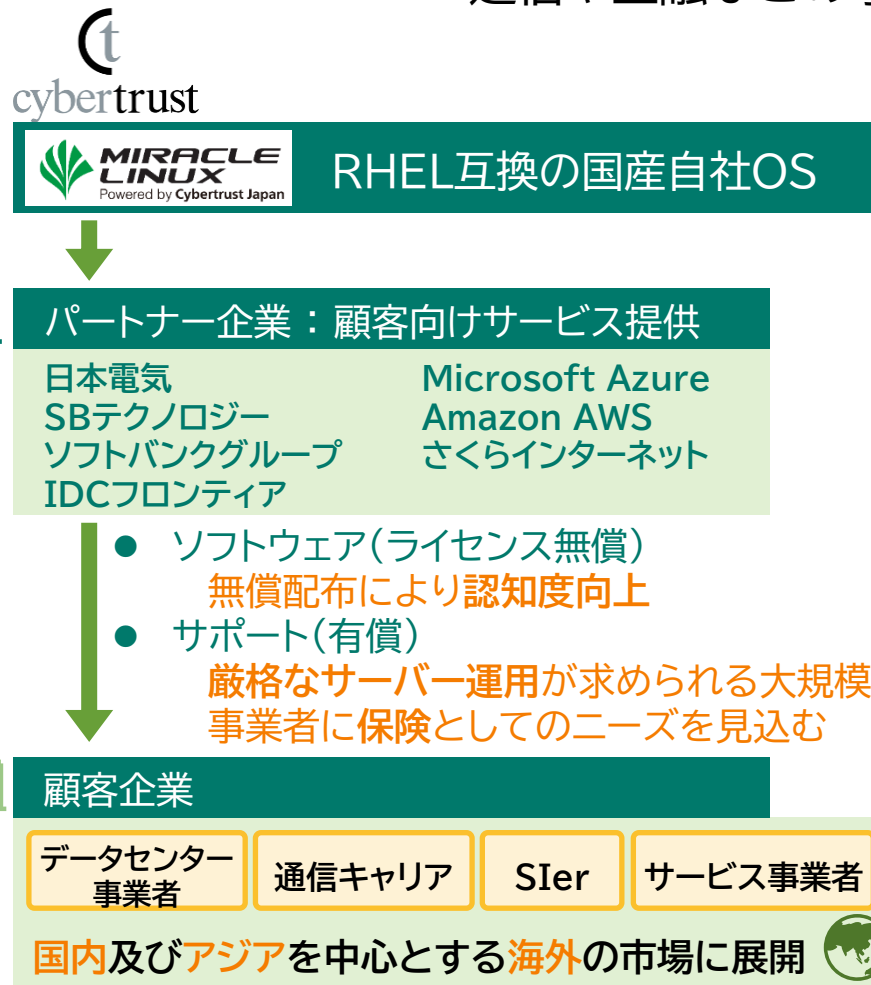 cybertrust
MIRACLE
LINUX
Powered by Cybertrust Japan
RHEL互換の国産自社OS
パートナー企業：顧客向けサービス提供
日本電気
SBテクノロジー
ソフトバンクグループ
IDCフロンティア
Microsoft Azure
Amazon AWS
さくらインターネット
● ソフトウェア（ライセンス無償）
無償配布により認知度向上
● サポート（有償）
厳格なサーバー運用が求められる大規模
事業者に保険としてのニーズを見込む
顧客企業
データセンター
事業者
通信キャリア
SIer
サービス事業者
国内及びアジアを中心とする海外の市場に展開